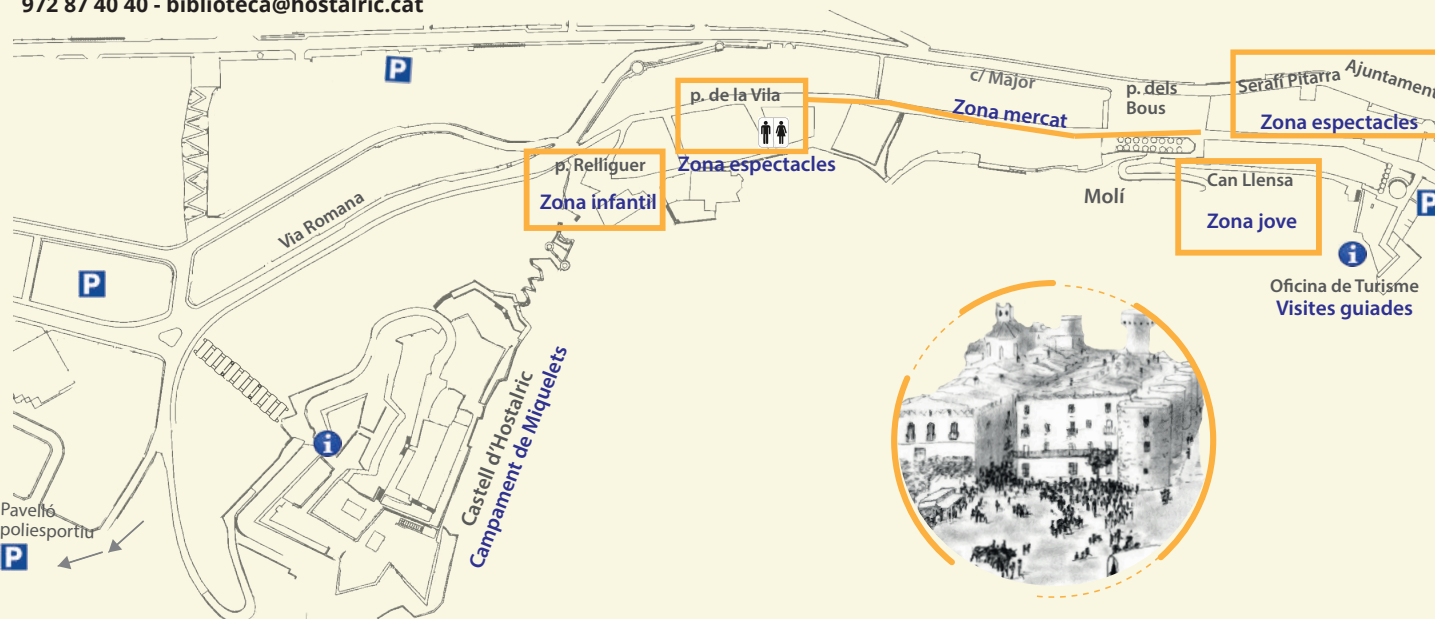 972 87 40 40 - biblioteca@hostalric.cat
P
c/ Major
Serafí Pitarra
Ajuntament
p. de la Vila
p. dels
Bous
Zona mercat
Zona espectacles
Zona espectacles
p. Relliguer
Zona infantil
Can Llensa
Zona jove
Molí
P
Via Romana
P
i
Oficina de Turisme
Visites guiades
Castell d'Hostalric
Campament de Miquelets
i
Pavelló
poliesportiu
P